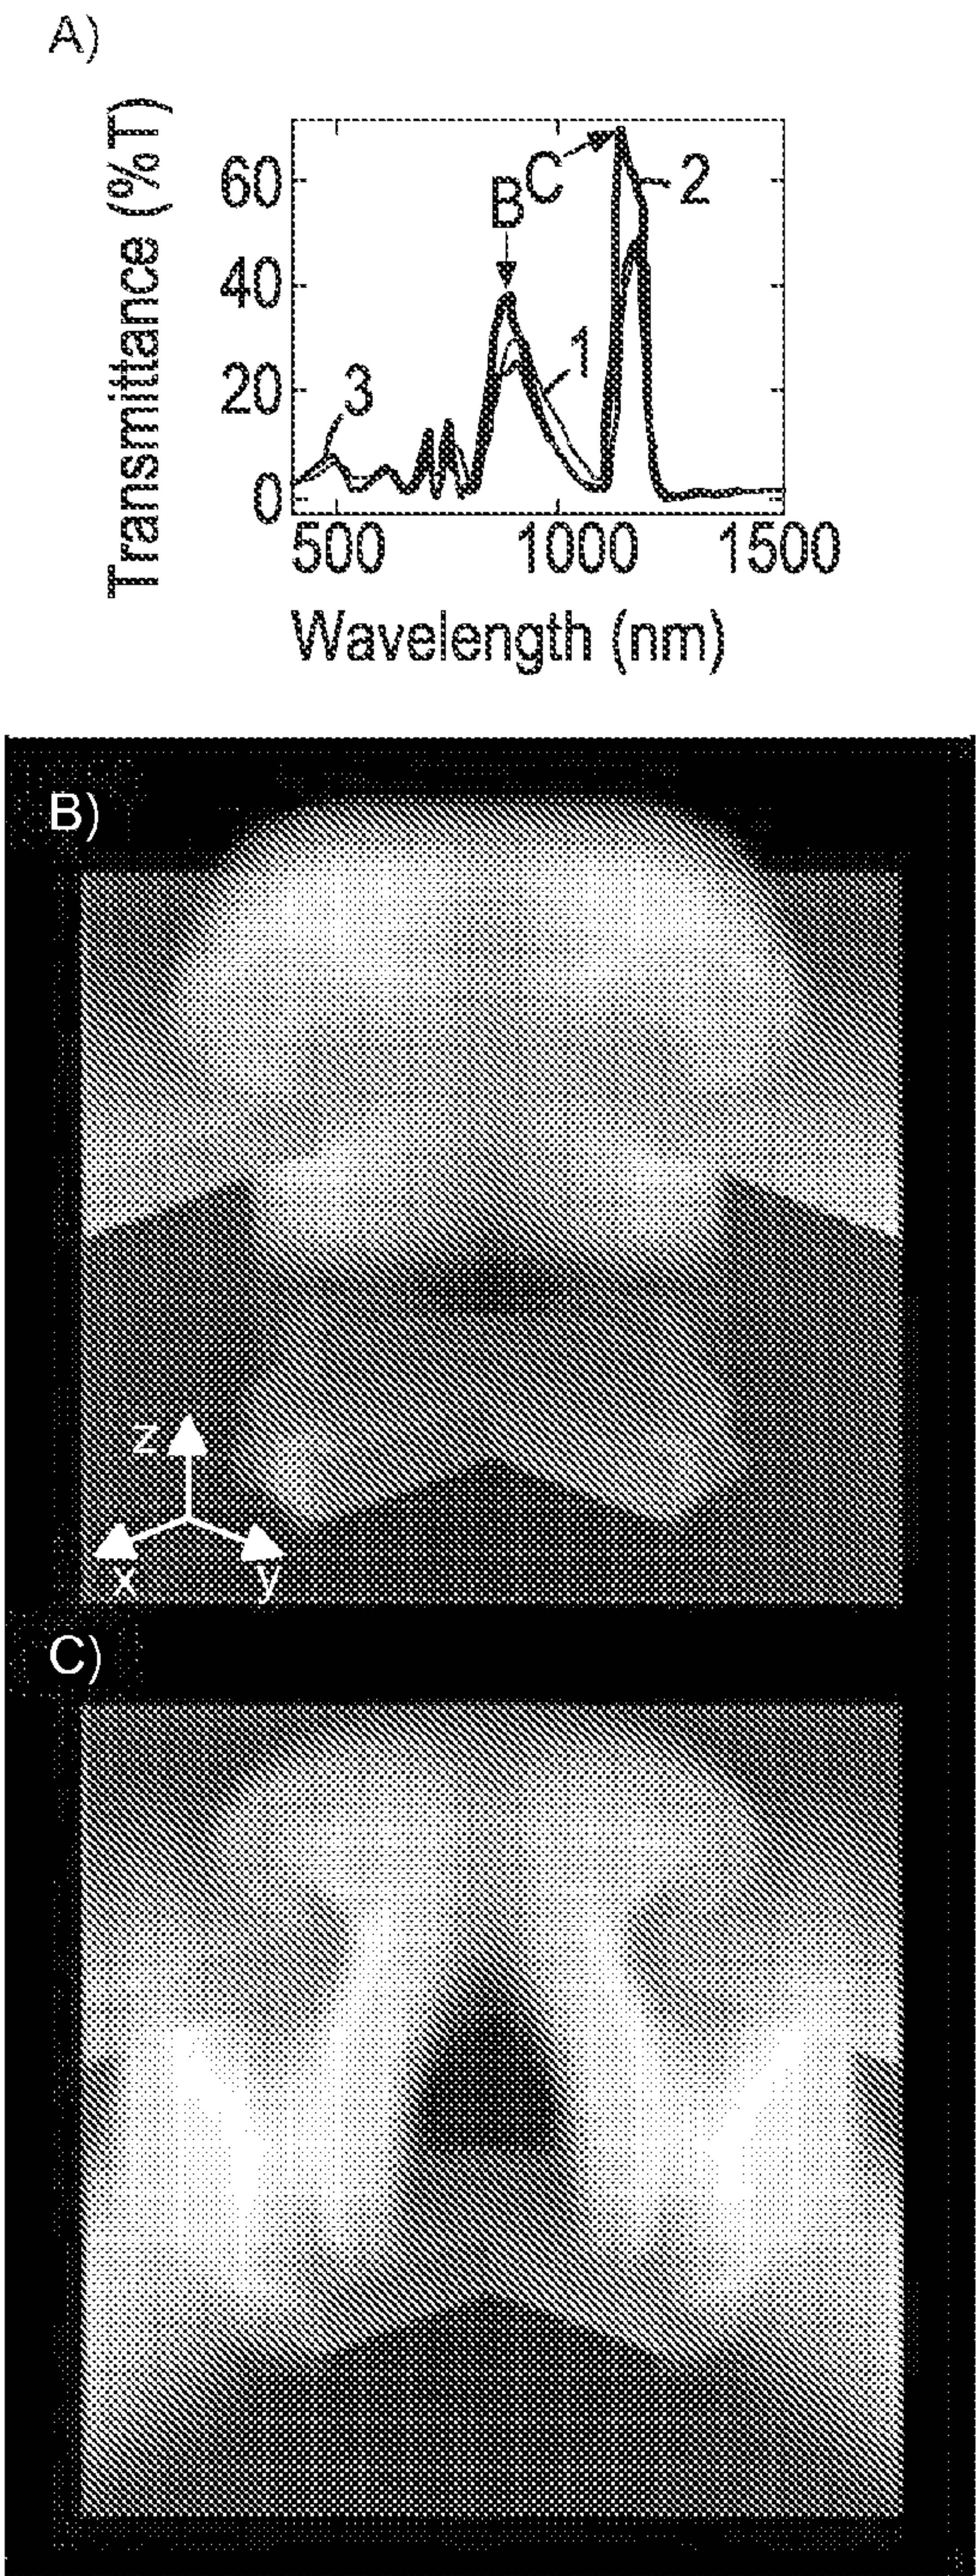 A)
Transmittance (%T)
60
40
20
0
B
C
2
1
3
500 1000 1500
Wavelength (nm)
B)
z
x y
C)